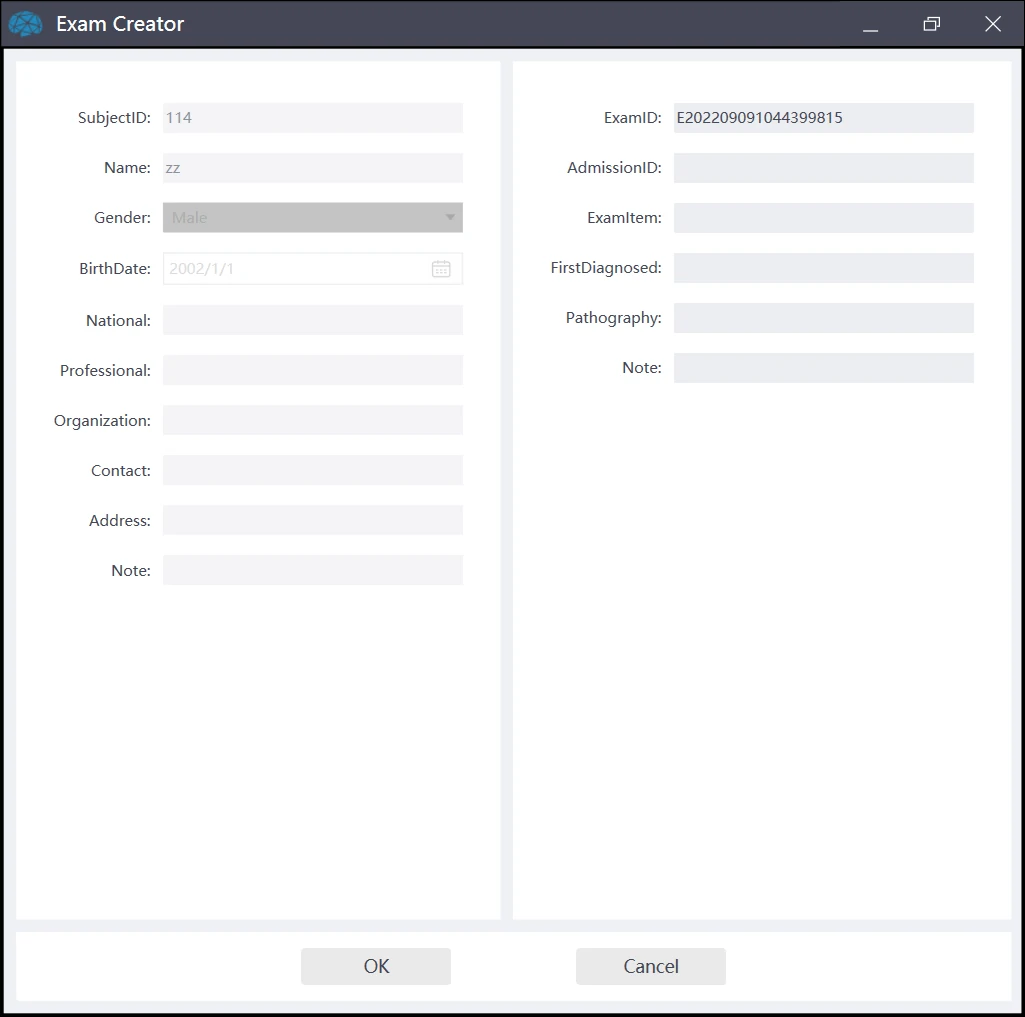 Exam Creator
SubjectID: 114
Name: zz
Gender: Male
BirthDate: 2002/1/1
National:
Professional:
Organization:
Contact:
Address:
Note:
ExamID: E202209091044399815
AdmissionID:
ExamItem:
FirstDiagnosed:
Pathography:
Note:
OK
Cancel